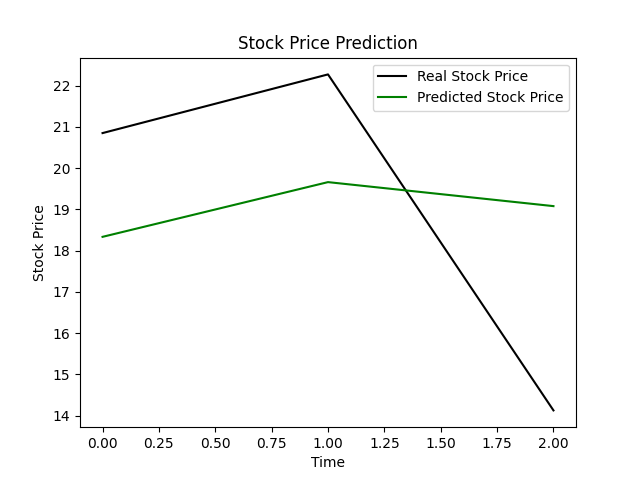 Stock Price Prediction
Real Stock Price
Predicted Stock Price
Stock Price
22
21
20
19
18
17
16
15
14
0.00 0.25 0.50 0.75 1.00 1.25 1.50 1.75 2.00
Time